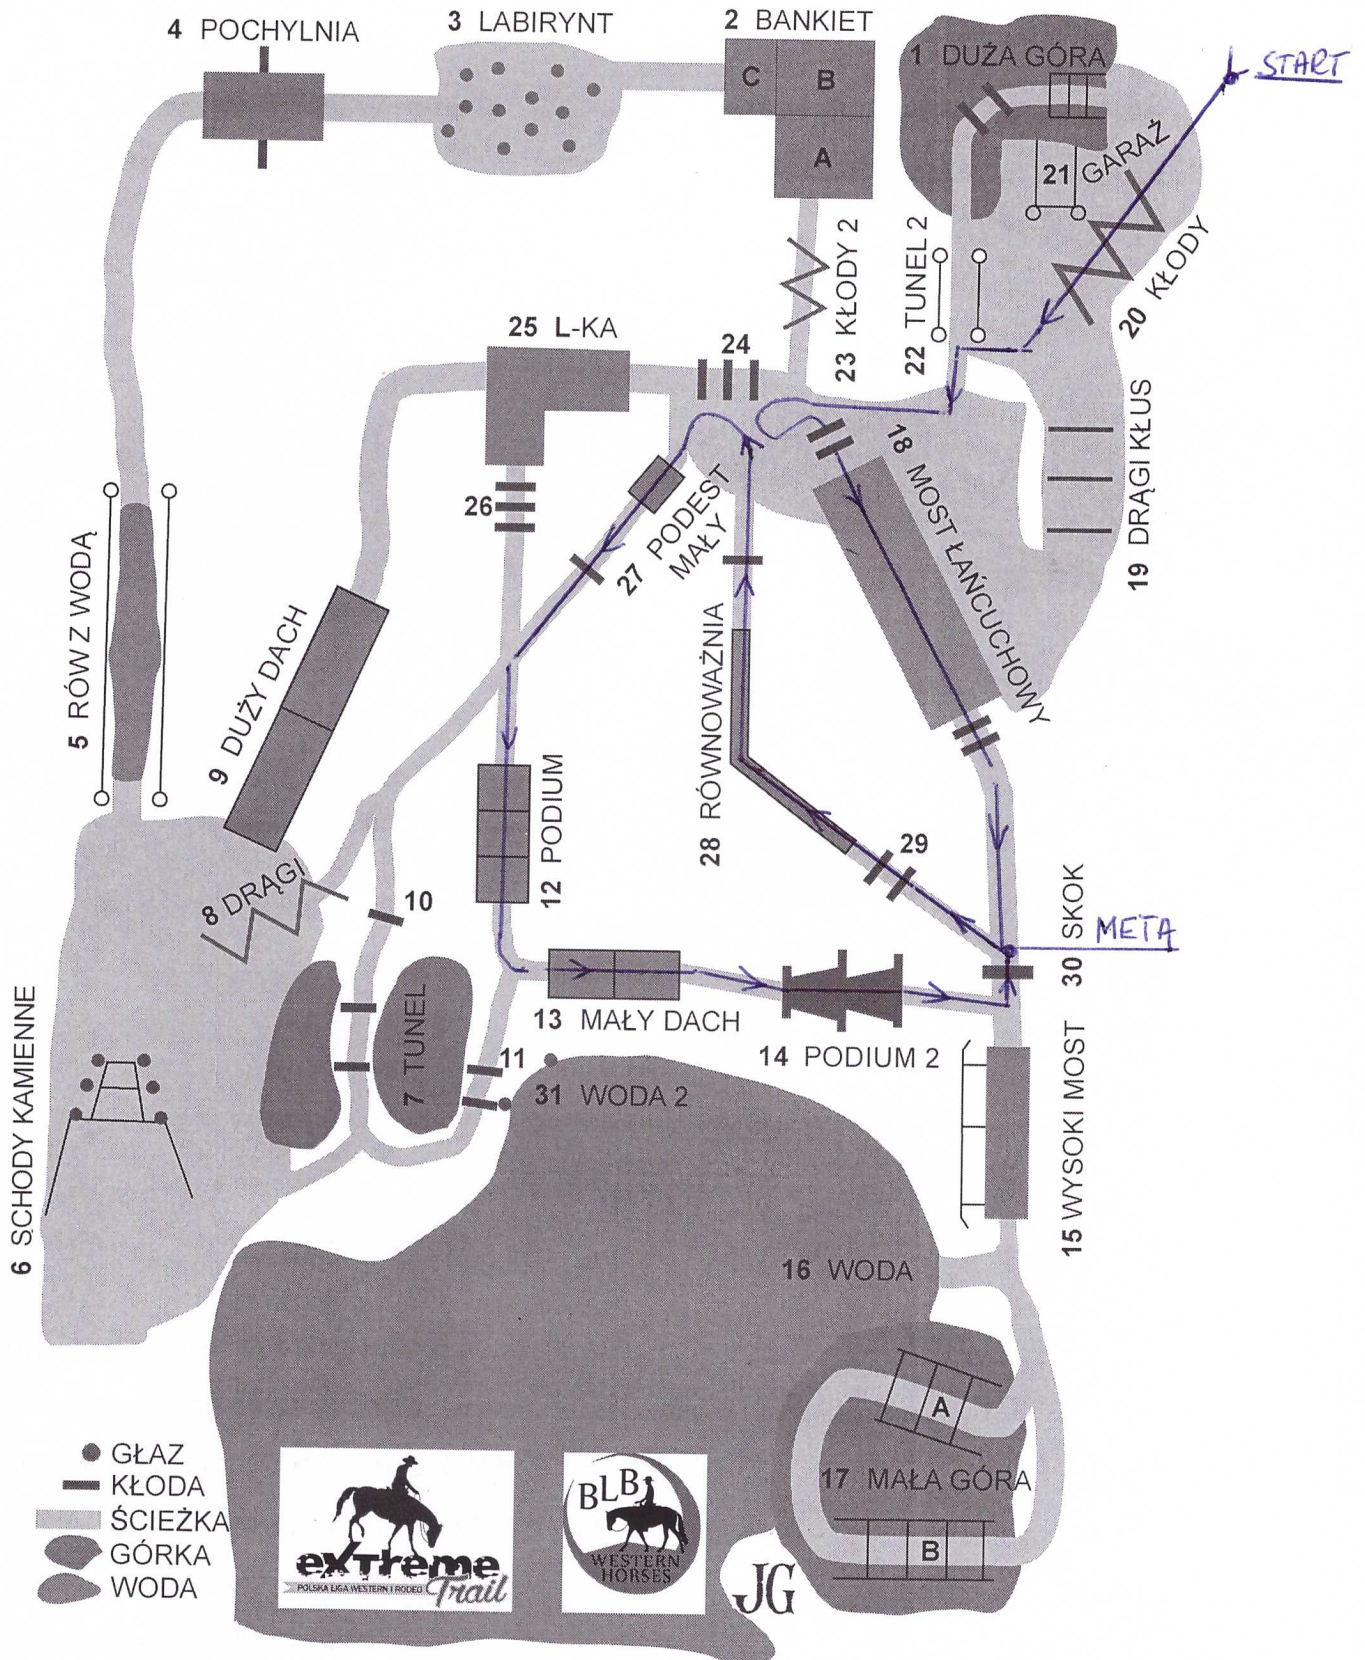 4 POCHYLNIA
3 LABIRYNT
2 BANKIET
C
B
A
1 DUŻA GÓRA
START
21 GARAŻ
20 KŁODY
22 TUNEL 2
23 KŁODY 2
24
25 L-KA
26
27 PODEST
MAŁY
18 MOST ŁAŃCUCHOWY
19 DRĄGI KŁUS
5 RÓW Z WODĄ
9 DUŻY DACH
12 PODIUM
28 RÓWNOWAŻNIA
29
8 DRĄGI
10
30 SKOK
META
13 MAŁY DACH
14 PODIUM 2
7 TUNEL
11
31 WODA 2
6 SCHODY KAMIENNE
15 WYSOKI MOST
16 WODA
A
17 MAŁA GÓRA
B
GŁAZ
KŁODA
ŚCIEŻKA
GÓRKA
WODA
extreme
POLSKA LIGA WESTERN I RODEO
Trail
BLB
WESTERN
HORSES
JG